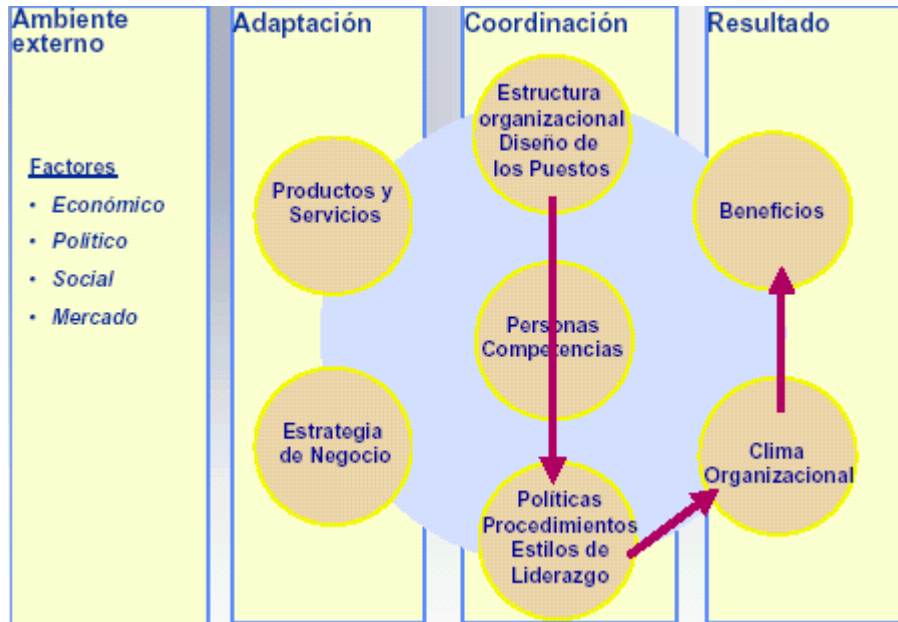 Ambiente
externo
Factores
• Económico
• Político
• Social
• Mercado
Adaptación
Productos y
Servicios
Estrategia
de Negocio
Coordinación
Estructura
organizacional
Diseño de
los Puestos
Personas
Competencias
Políticas
Procedimientos
Estilos de
Liderazgo
Resultado
Beneficios
Clima
Organizacional